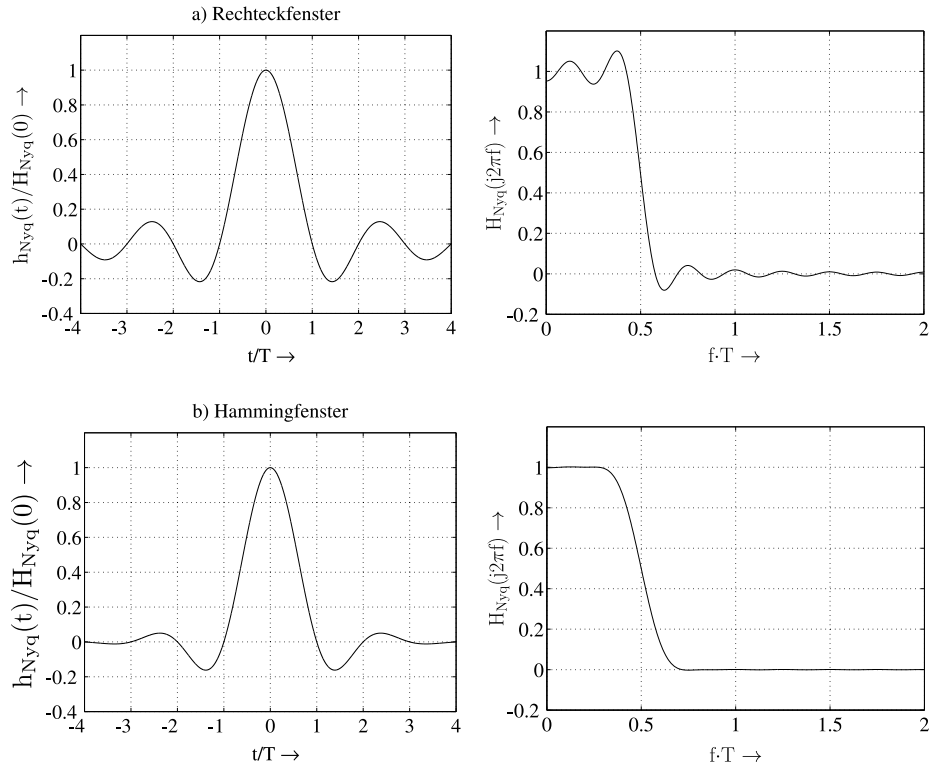 a) Rechteckfenster
h_Nyq(t)/H_Nyq(0) →
1
0.8
0.6
0.4
0.2
0
-0.2
-0.4
-4 -3 -2 -1 0 1 2 3 4
t/T →
H_Nyq(j2πf) →
1
0.8
0.6
0.4
0.2
0
-0.2
0 0.5 1 1.5 2
f·T →
b) Hammingfenster
h_Nyq(t)/H_Nyq(0) →
1
0.8
0.6
0.4
0.2
0
-0.2
-0.4
-4 -3 -2 -1 0 1 2 3 4
t/T →
H_Nyq(j2πf) →
1
0.8
0.6
0.4
0.2
0
-0.2
0 0.5 1 1.5 2
f·T →